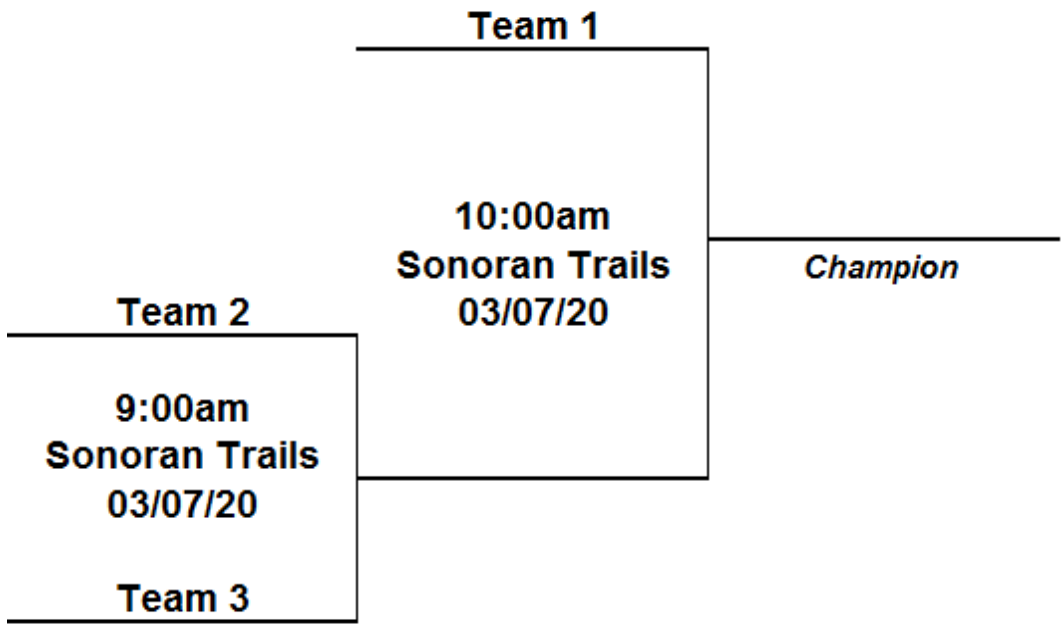 Team 1
10:00am
Sonoran Trails
03/07/20
Champion
Team 2
9:00am
Sonoran Trails
03/07/20
Team 3